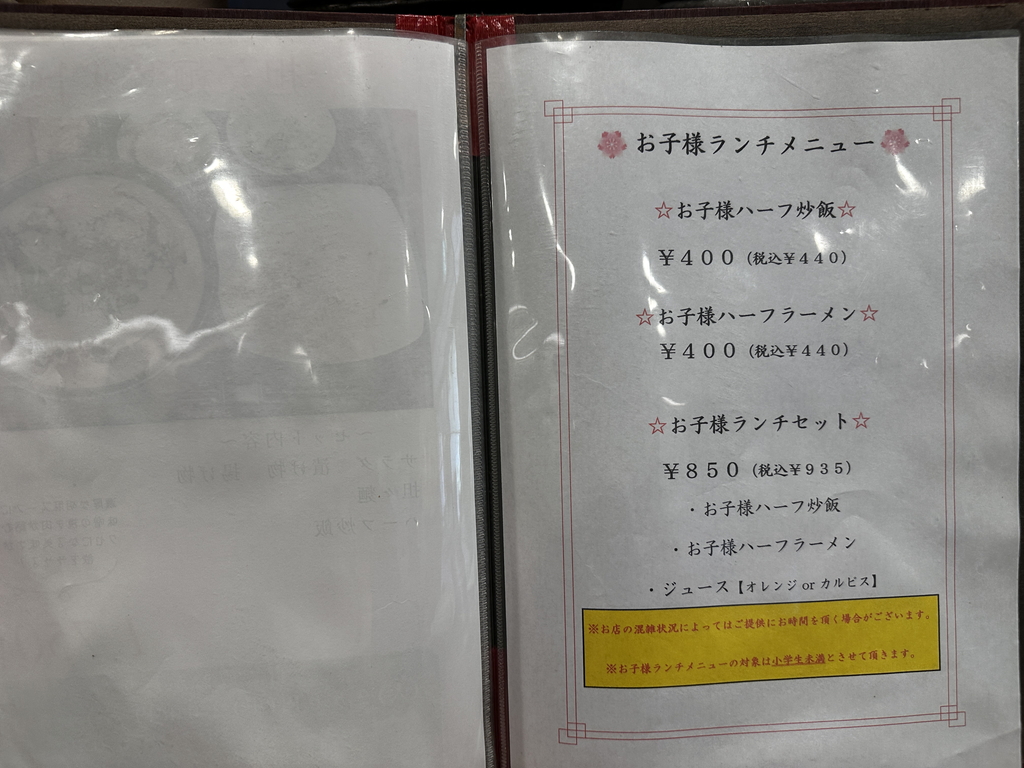 お子様ランチメニュー
☆お子様ハーフ炒飯☆
￥４００（税込￥４４０）
☆お子様ハーフラーメン☆
￥４００（税込￥４４０）
☆お子様ランチセット☆
￥８５０（税込￥９３５）
・お子様ハーフ炒飯
・お子様ハーフラーメン
・ジュース【オレンジ or カルピス】
※お店の混雑状況によってはご提供にお時間を頂く場合がございます。
※お子様ランチメニューの対象は小学生未満とさせて頂きます。